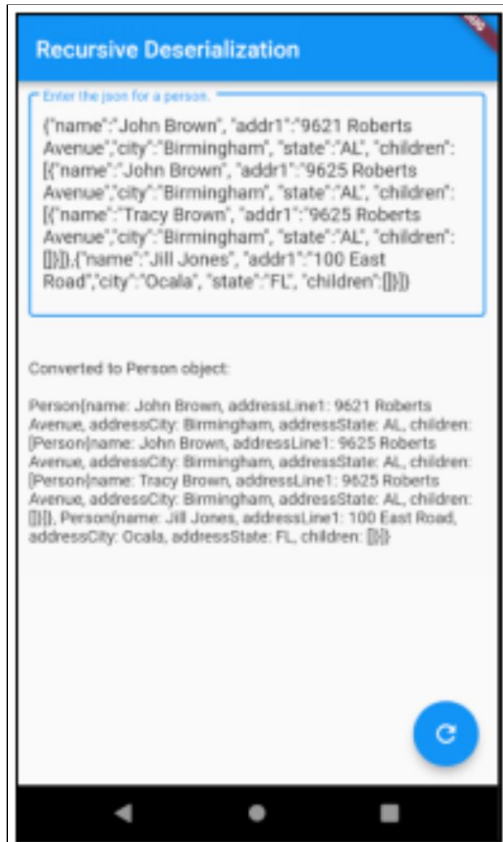 Recursive Deserialization
Enter the json for a person.
{"name":"John Brown", "addr1":"9621 Roberts
Avenue","city":"Birmingham", "state":"AL", "children":
[{"name":"John Brown", "addr1":"9625 Roberts
Avenue","city":"Birmingham", "state":"AL", "children":
[{"name":"Tracy Brown", "addr1":"9625 Roberts
Avenue","city":"Birmingham", "state":"AL", "children":
[]}]},{"name":"Jill Jones", "addr1":"100 East
Road","city":"Ocala", "state":"FL", "children":[]}]}
Converted to Person object:
Person{name: John Brown, addressLine1: 9621 Roberts
Avenue, addressCity: Birmingham, addressState: AL, children:
[Person{name: John Brown, addressLine1: 9625 Roberts
Avenue, addressCity: Birmingham, addressState: AL, children:
[Person{name: Tracy Brown, addressLine1: 9625 Roberts
Avenue, addressCity: Birmingham, addressState: AL, children:
[]}]}, Person{name: Jill Jones, addressLine1: 100 East Road,
addressCity: Ocala, addressState: FL, children: []}]}